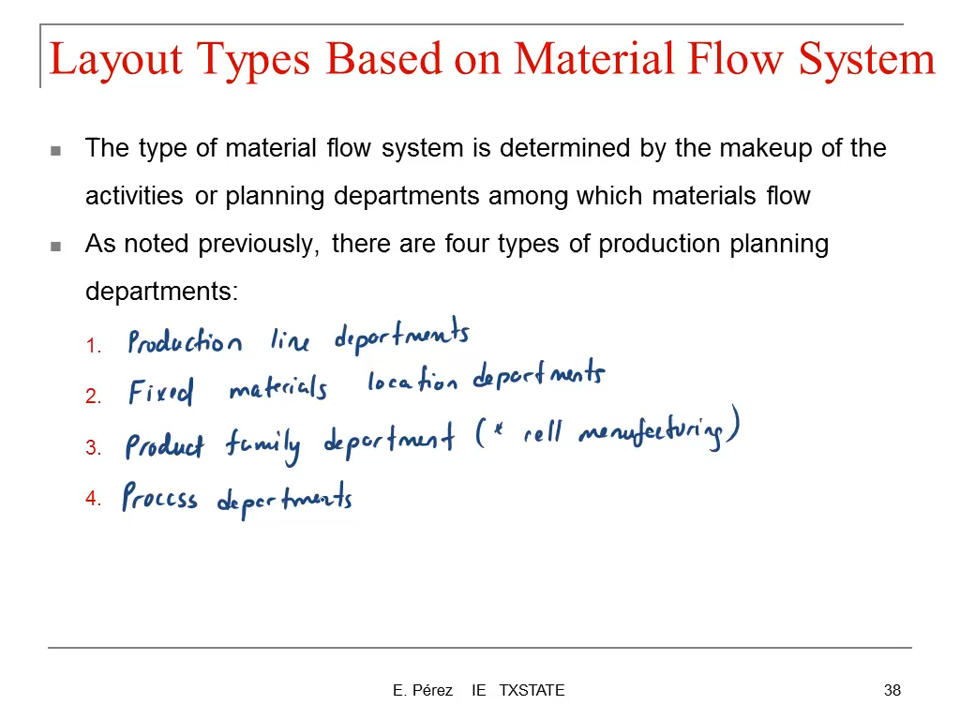 Layout Types Based on Material Flow System
The type of material flow system is determined by the makeup of the
activities or planning departments among which materials flow
As noted previously, there are four types of production planning
departments:
1. Production line departments
2. Fixed materials location departments
3. Product family department (* cell manufacturing)
4. Process departments
E. Pérez IE TXSTATE 38